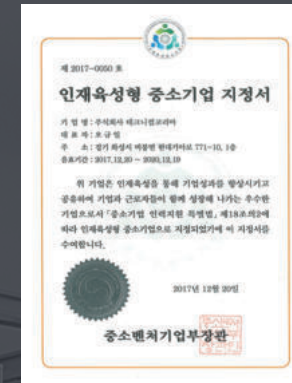 제 2017-0050 호
인재육성형 중소기업 지정서
기 업 명 : 주식회사 테크니컬코리아
대 표 자 : 오규일
주 소 : 경기 화성시 비봉면 현대기아로 771-10, 1층
유효기간 : 2017.12.20 ~ 2020.12.19
위 기업은 인재육성을 통해 기업성과를 향상시키고
공유하여 기업과 근로자들이 함께 성장해 나가는 우수한
기업으로서 「중소기업 인력지원 특별법」 제18조의2에
따라 인재육성형 중소기업으로 지정되었기에 이 지정서를
수여합니다.
2017년 12월 20일
중소벤처기업부장관